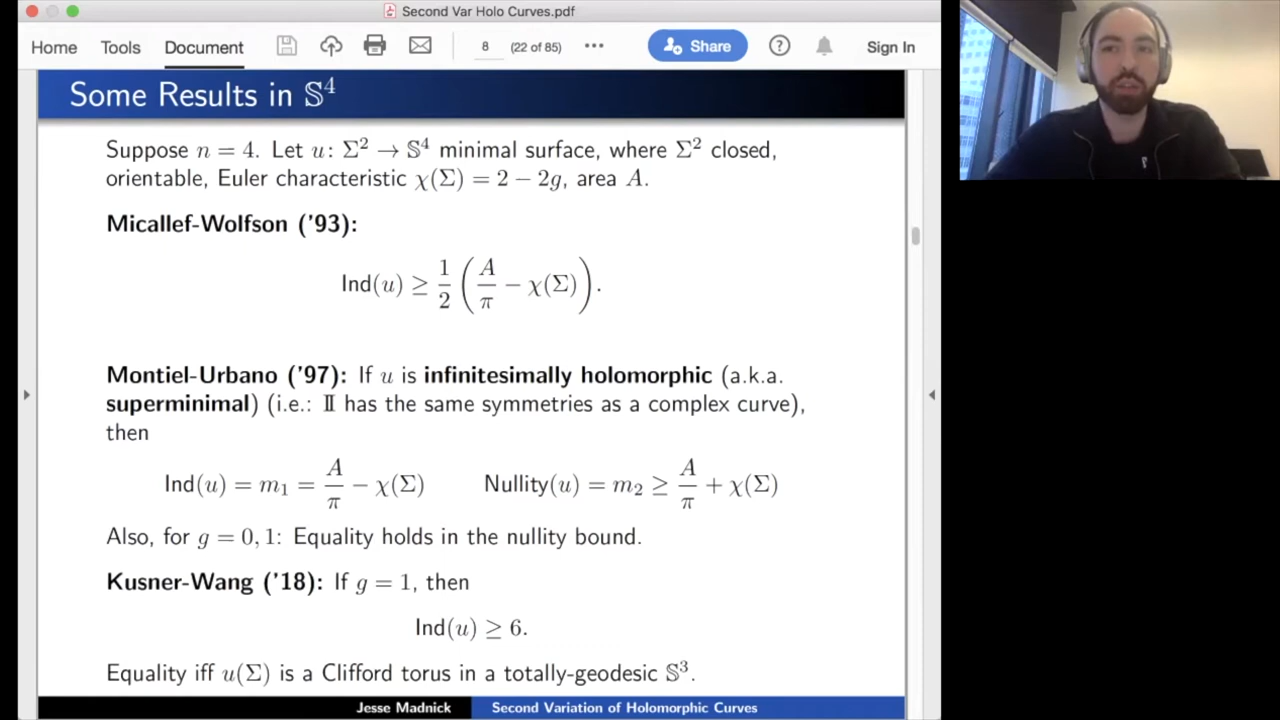 Second Var Holo Curves.pdf
Home Tools Document 8 (22 of 85) ••• Share ? Sign In
Some Results in 𝕊⁴
Suppose n = 4. Let u: Σ² → 𝕊⁴ minimal surface, where Σ² closed,
orientable, Euler characteristic χ(Σ) = 2 − 2g, area A.
Micallef-Wolfson ('93):
Ind(u) ≥ 1/2 (A/π − χ(Σ)).
Montiel-Urbano ('97): If u is infinitesimally holomorphic (a.k.a.
superminimal) (i.e.: 𝕀𝕀 has the same symmetries as a complex curve),
then
Ind(u) = m₁ = A/π − χ(Σ) Nullity(u) = m₂ ≥ A/π + χ(Σ)
Also, for g = 0, 1: Equality holds in the nullity bound.
Kusner-Wang ('18): If g = 1, then
Ind(u) ≥ 6.
Equality iff u(Σ) is a Clifford torus in a totally-geodesic 𝕊³.
Jesse Madnick Second Variation of Holomorphic Curves